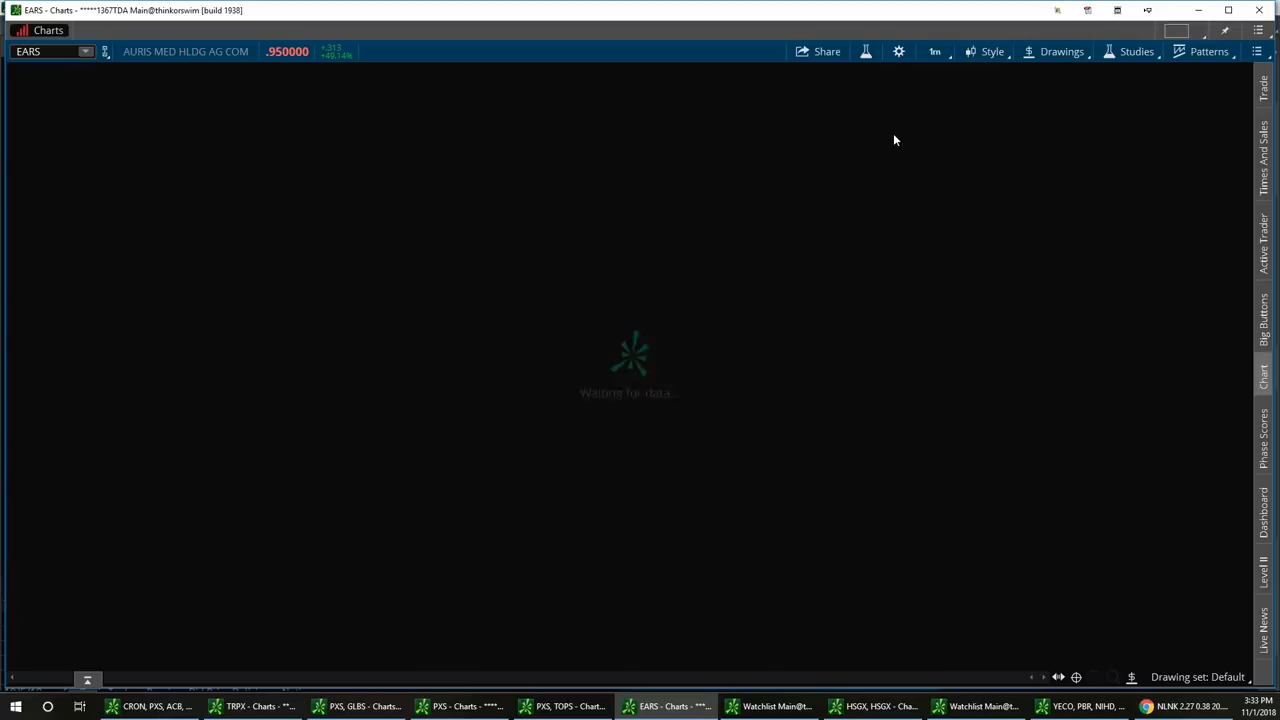 EARS - Charts - *****1367TDA Main@thinkorswim [build 1938]
Charts
EARS AURIS MED HLDG AG COM .950000 +.313 +49.14% Share 1m Style Drawings Studies Patterns
Trade
Times And Sales
Active Trader
Big Buttons
Chart
Phase Scores
Dashboard
Level II
Live News
Waiting for data...
Drawing set: Default
CRON, PXS, ACB, ... TRPX - Charts - **... PXS, GLBS - Charts... PXS - Charts - ****... PXS, OPS - Chart... EARS - Charts - ***... Watchlist Main@t... HSGX, HSGX - Cha... Watchlist Main@t... YECO, PBR, NIHD, ... NLNK 2.27 0.38 20....
3:33 PM
11/1/2018